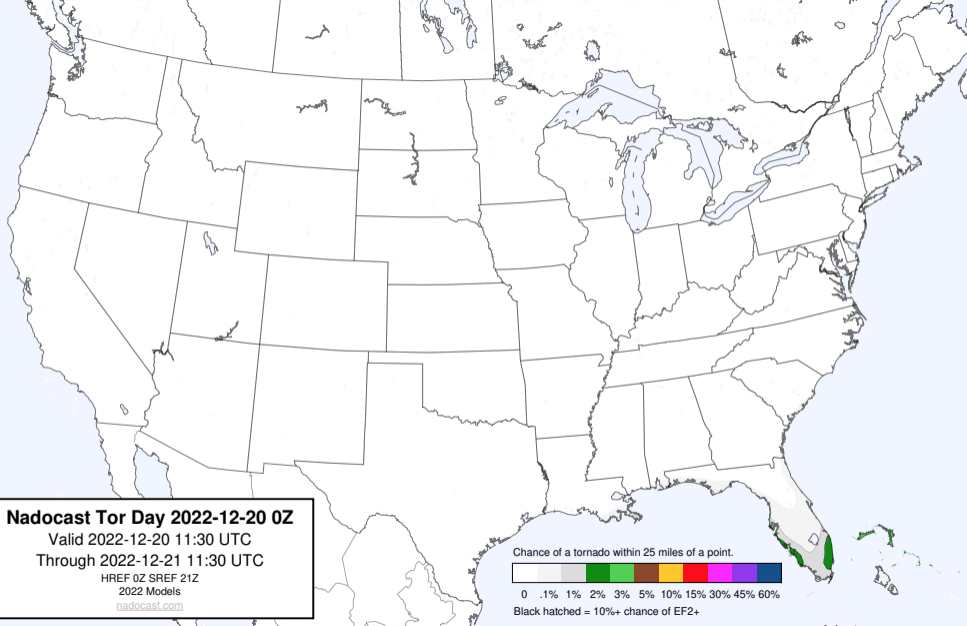 Nadocast Tor Day 2022-12-20 0Z
Valid 2022-12-20 11:30 UTC
Through 2022-12-21 11:30 UTC
HREF 0Z SREF 21Z
2022 Models
nadocast.com
Chance of a tornado within 25 miles of a point.
0 .1% 1% 2% 3% 5% 10% 15% 30% 45% 60%
Black hatched = 10%+ chance of EF2+